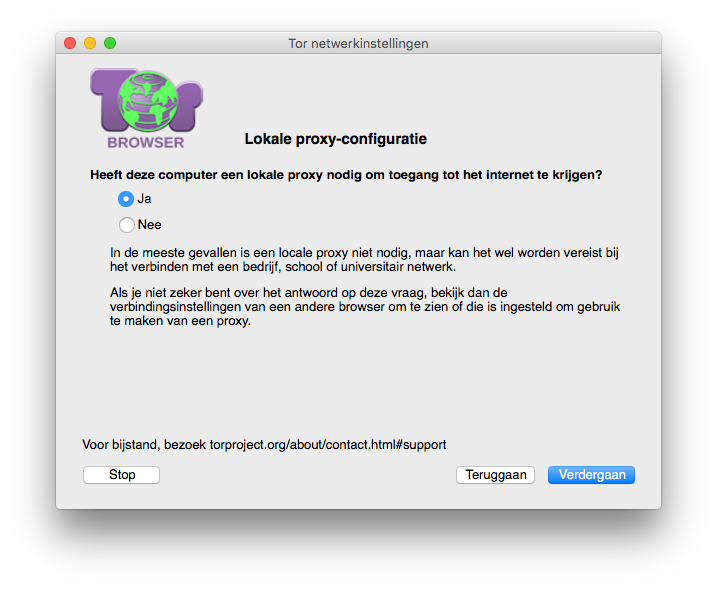 Tor netwerkinstellingen
Tor
BROWSER
Lokale proxy-configuratie
Heeft deze computer een lokale proxy nodig om toegang tot het internet te krijgen?
Ja
Nee
In de meeste gevallen is een locale proxy niet nodig, maar kan het wel worden vereist bij
het verbinden met een bedrijf, school of universitair netwerk.
Als je niet zeker bent over het antwoord op deze vraag, bekijk dan de
verbindingsinstellingen van een andere browser om te zien of die is ingesteld om gebruik
te maken van een proxy.
Voor bijstand, bezoek torproject.org/about/contact.html#support
Stop
Teruggaan
Verdergaan